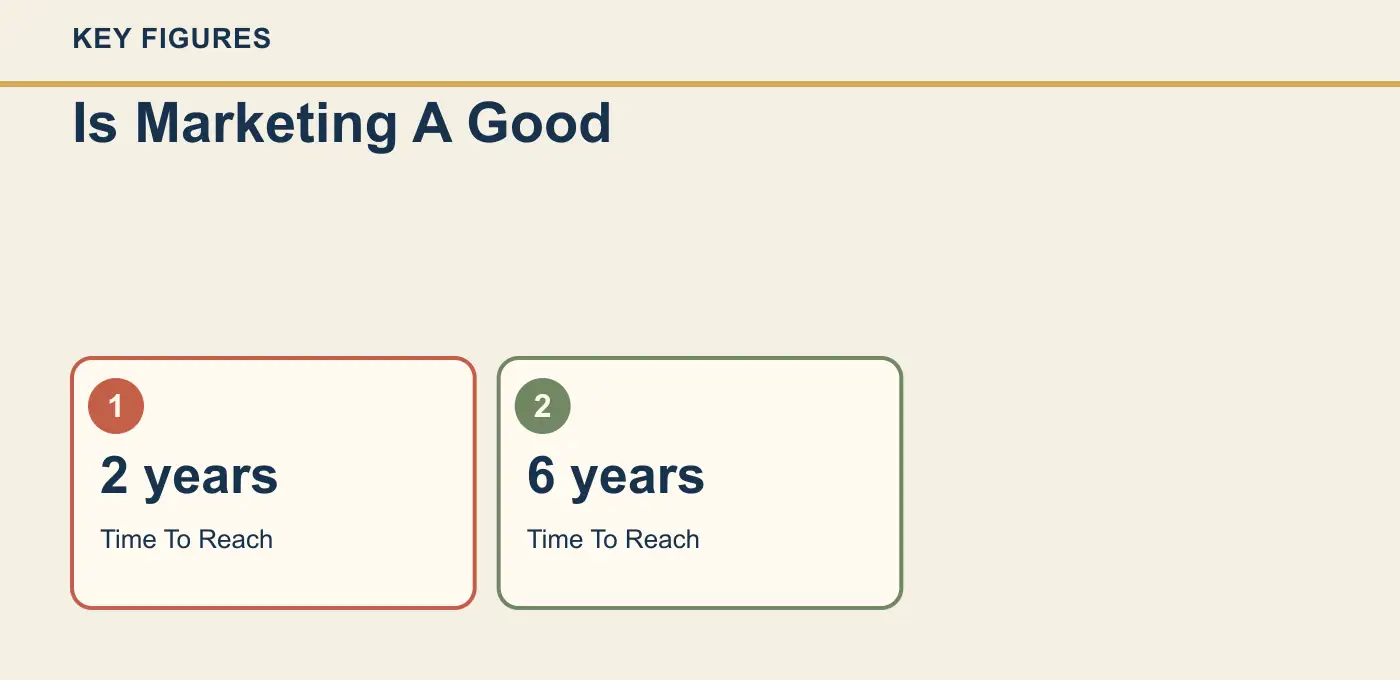 KEY FIGURES
Is Marketing A Good
1
2 years
Time To Reach
2
6 years
Time To Reach